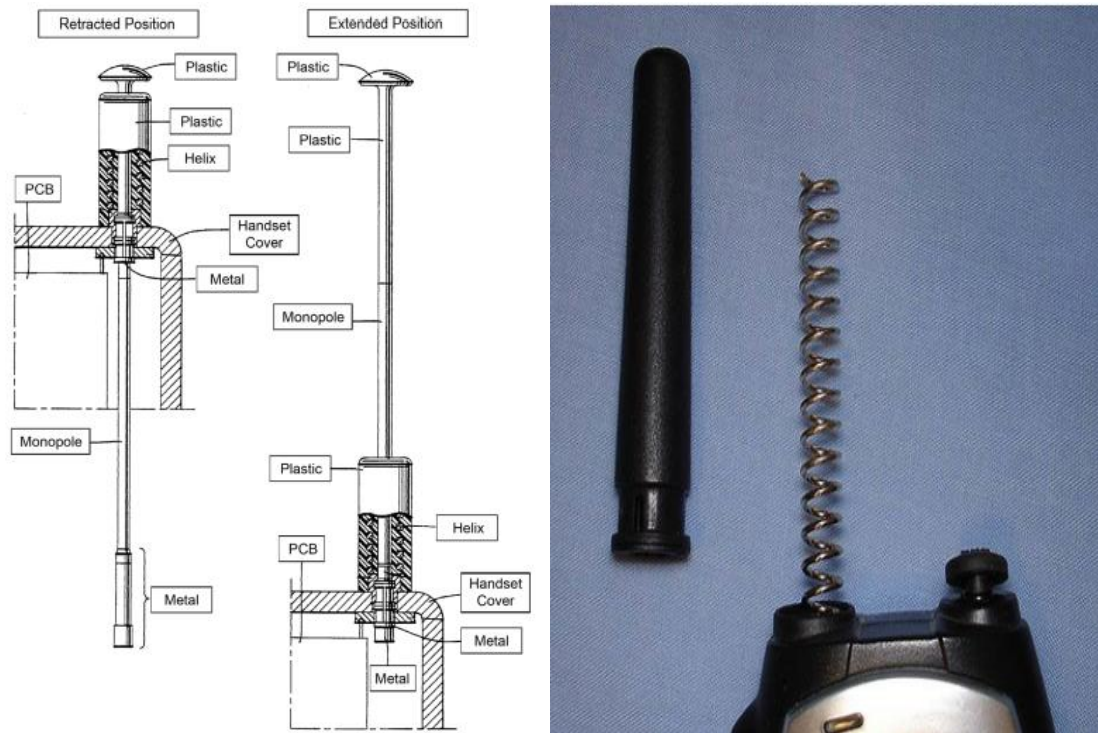 Retracted Position
Plastic
Plastic
Helix
PCB
Handset
Cover
Metal
Monopole
Metal
Extended Position
Plastic
Plastic
Monopole
Plastic
Helix
PCB
Handset
Cover
Metal
Metal